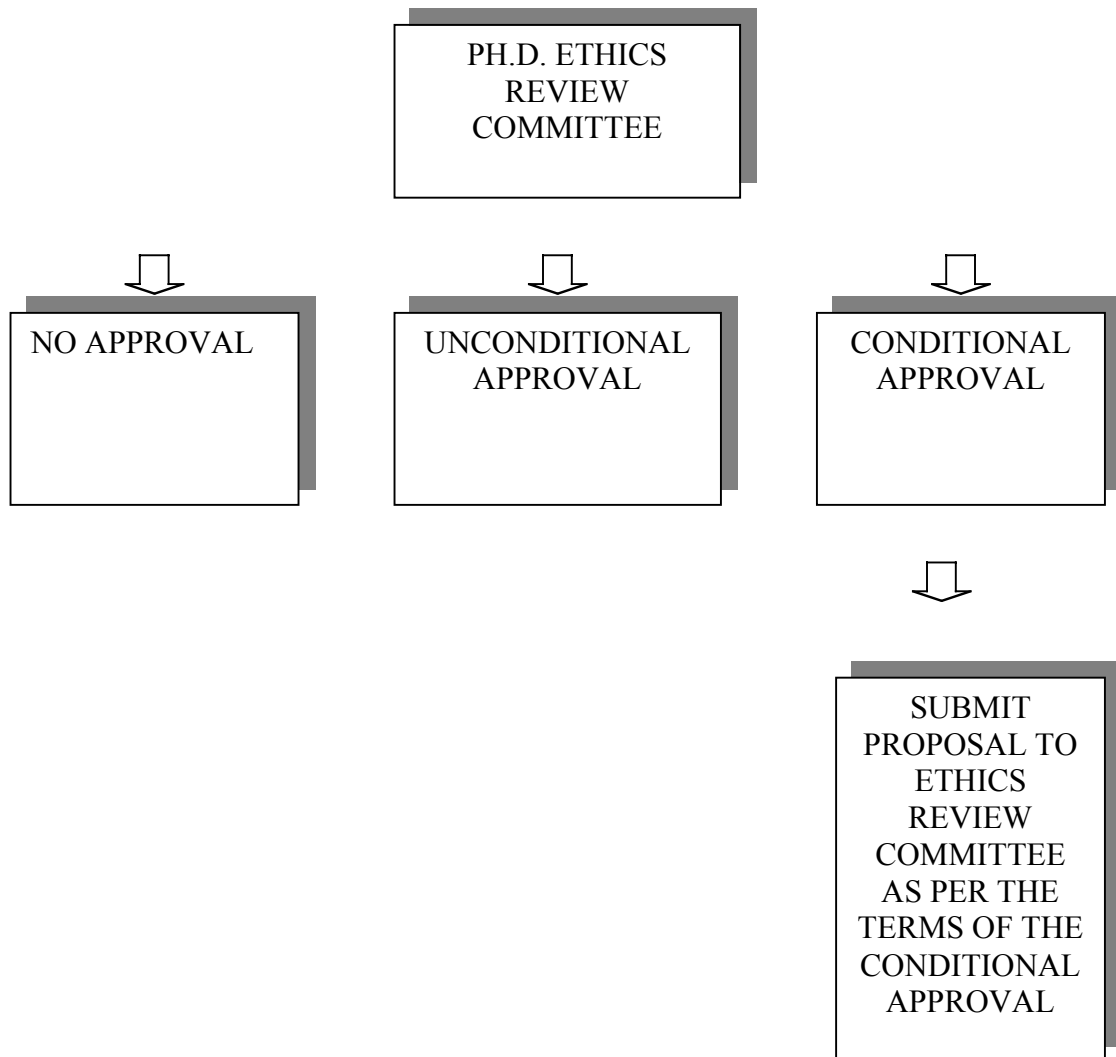 PH.D. ETHICS
REVIEW
COMMITTEE
NO APPROVAL
UNCONDITIONAL
APPROVAL
CONDITIONAL
APPROVAL
SUBMIT
PROPOSAL TO
ETHICS
REVIEW
COMMITTEE
AS PER THE
TERMS OF THE
CONDITIONAL
APPROVAL